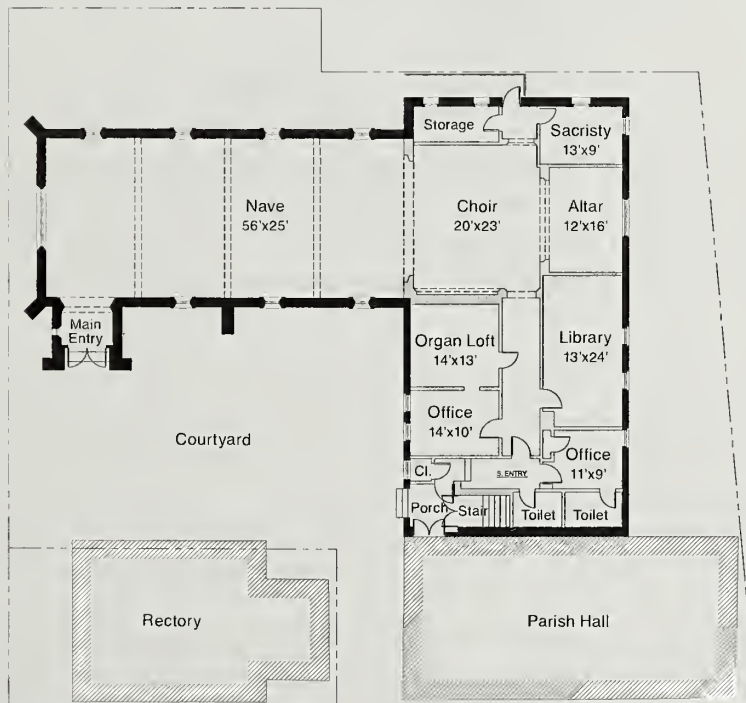 Storage
Sacristy
13'x9'
Nave
56'x25'
Choir
20'x23'
Altar
12'x16'
Main
Entry
Organ Loft
14'x13'
Library
13'x24'
Office
14'x10'
Courtyard
Office
11'x9'
Cl.
S. ENTRY
Porch
Stair
Toilet
Toilet
Rectory
Parish Hall